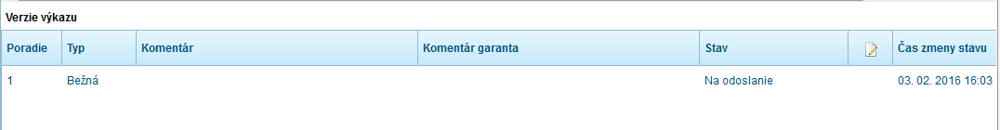 Verzie výkazu
Poradie Typ Komentár Komentár garanta Stav Čas zmeny stavu
1 Bežná Na odoslanie 03. 02. 2016 16:03